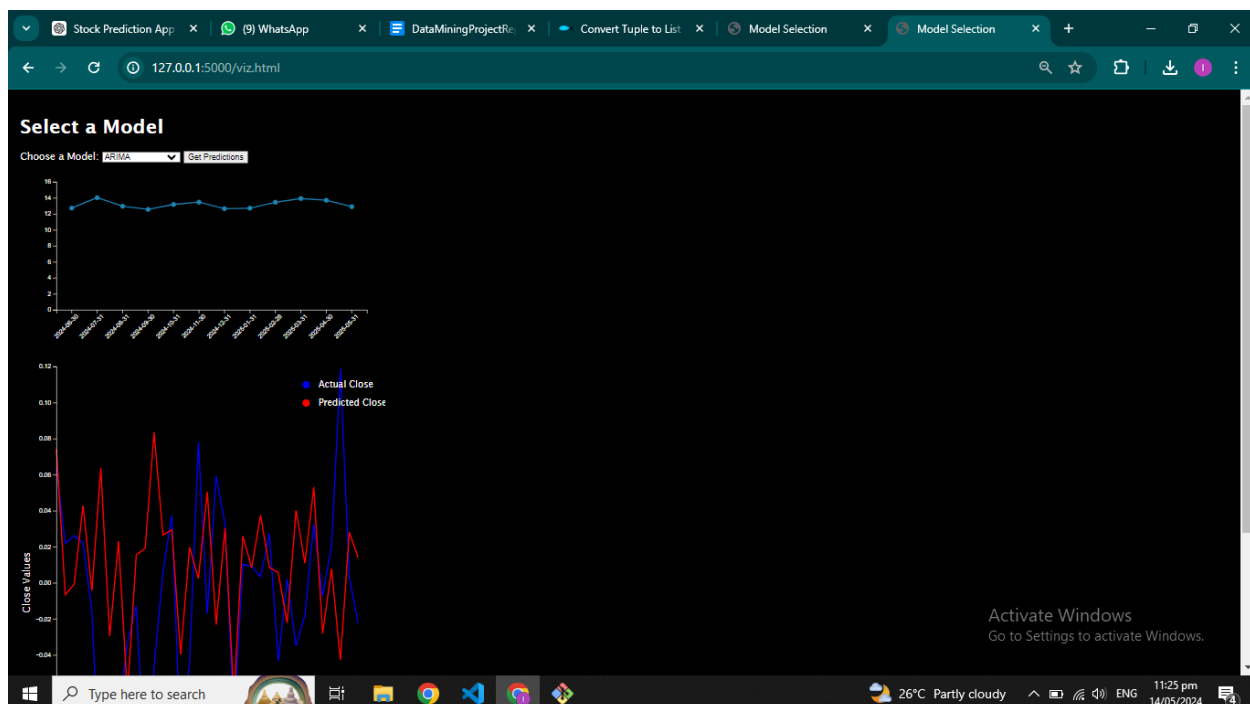 Stock Prediction App
(9) WhatsApp
DataMiningProjectRe
Convert Tuple to List
Model Selection
Model Selection
127.0.0.1:5000/viz.html
Select a Model
Choose a Model: ARIMA Get Predictions
16
14
12
10
8
6
4
2
0
2024-06-30 2024-07-31 2024-08-31 2024-09-30 2024-10-31 2024-11-30 2024-12-31 2025-01-31 2025-02-28 2025-03-31 2025-04-30 2025-05-31
0.12
Actual Close
0.10
Predicted Close
0.08
0.06
0.04
0.02
0.00
−0.02
−0.04
Close Values
Activate Windows
Go to Settings to activate Windows.
Type here to search
26°C Partly cloudy
ENG
11:25 pm
14/05/2024
4